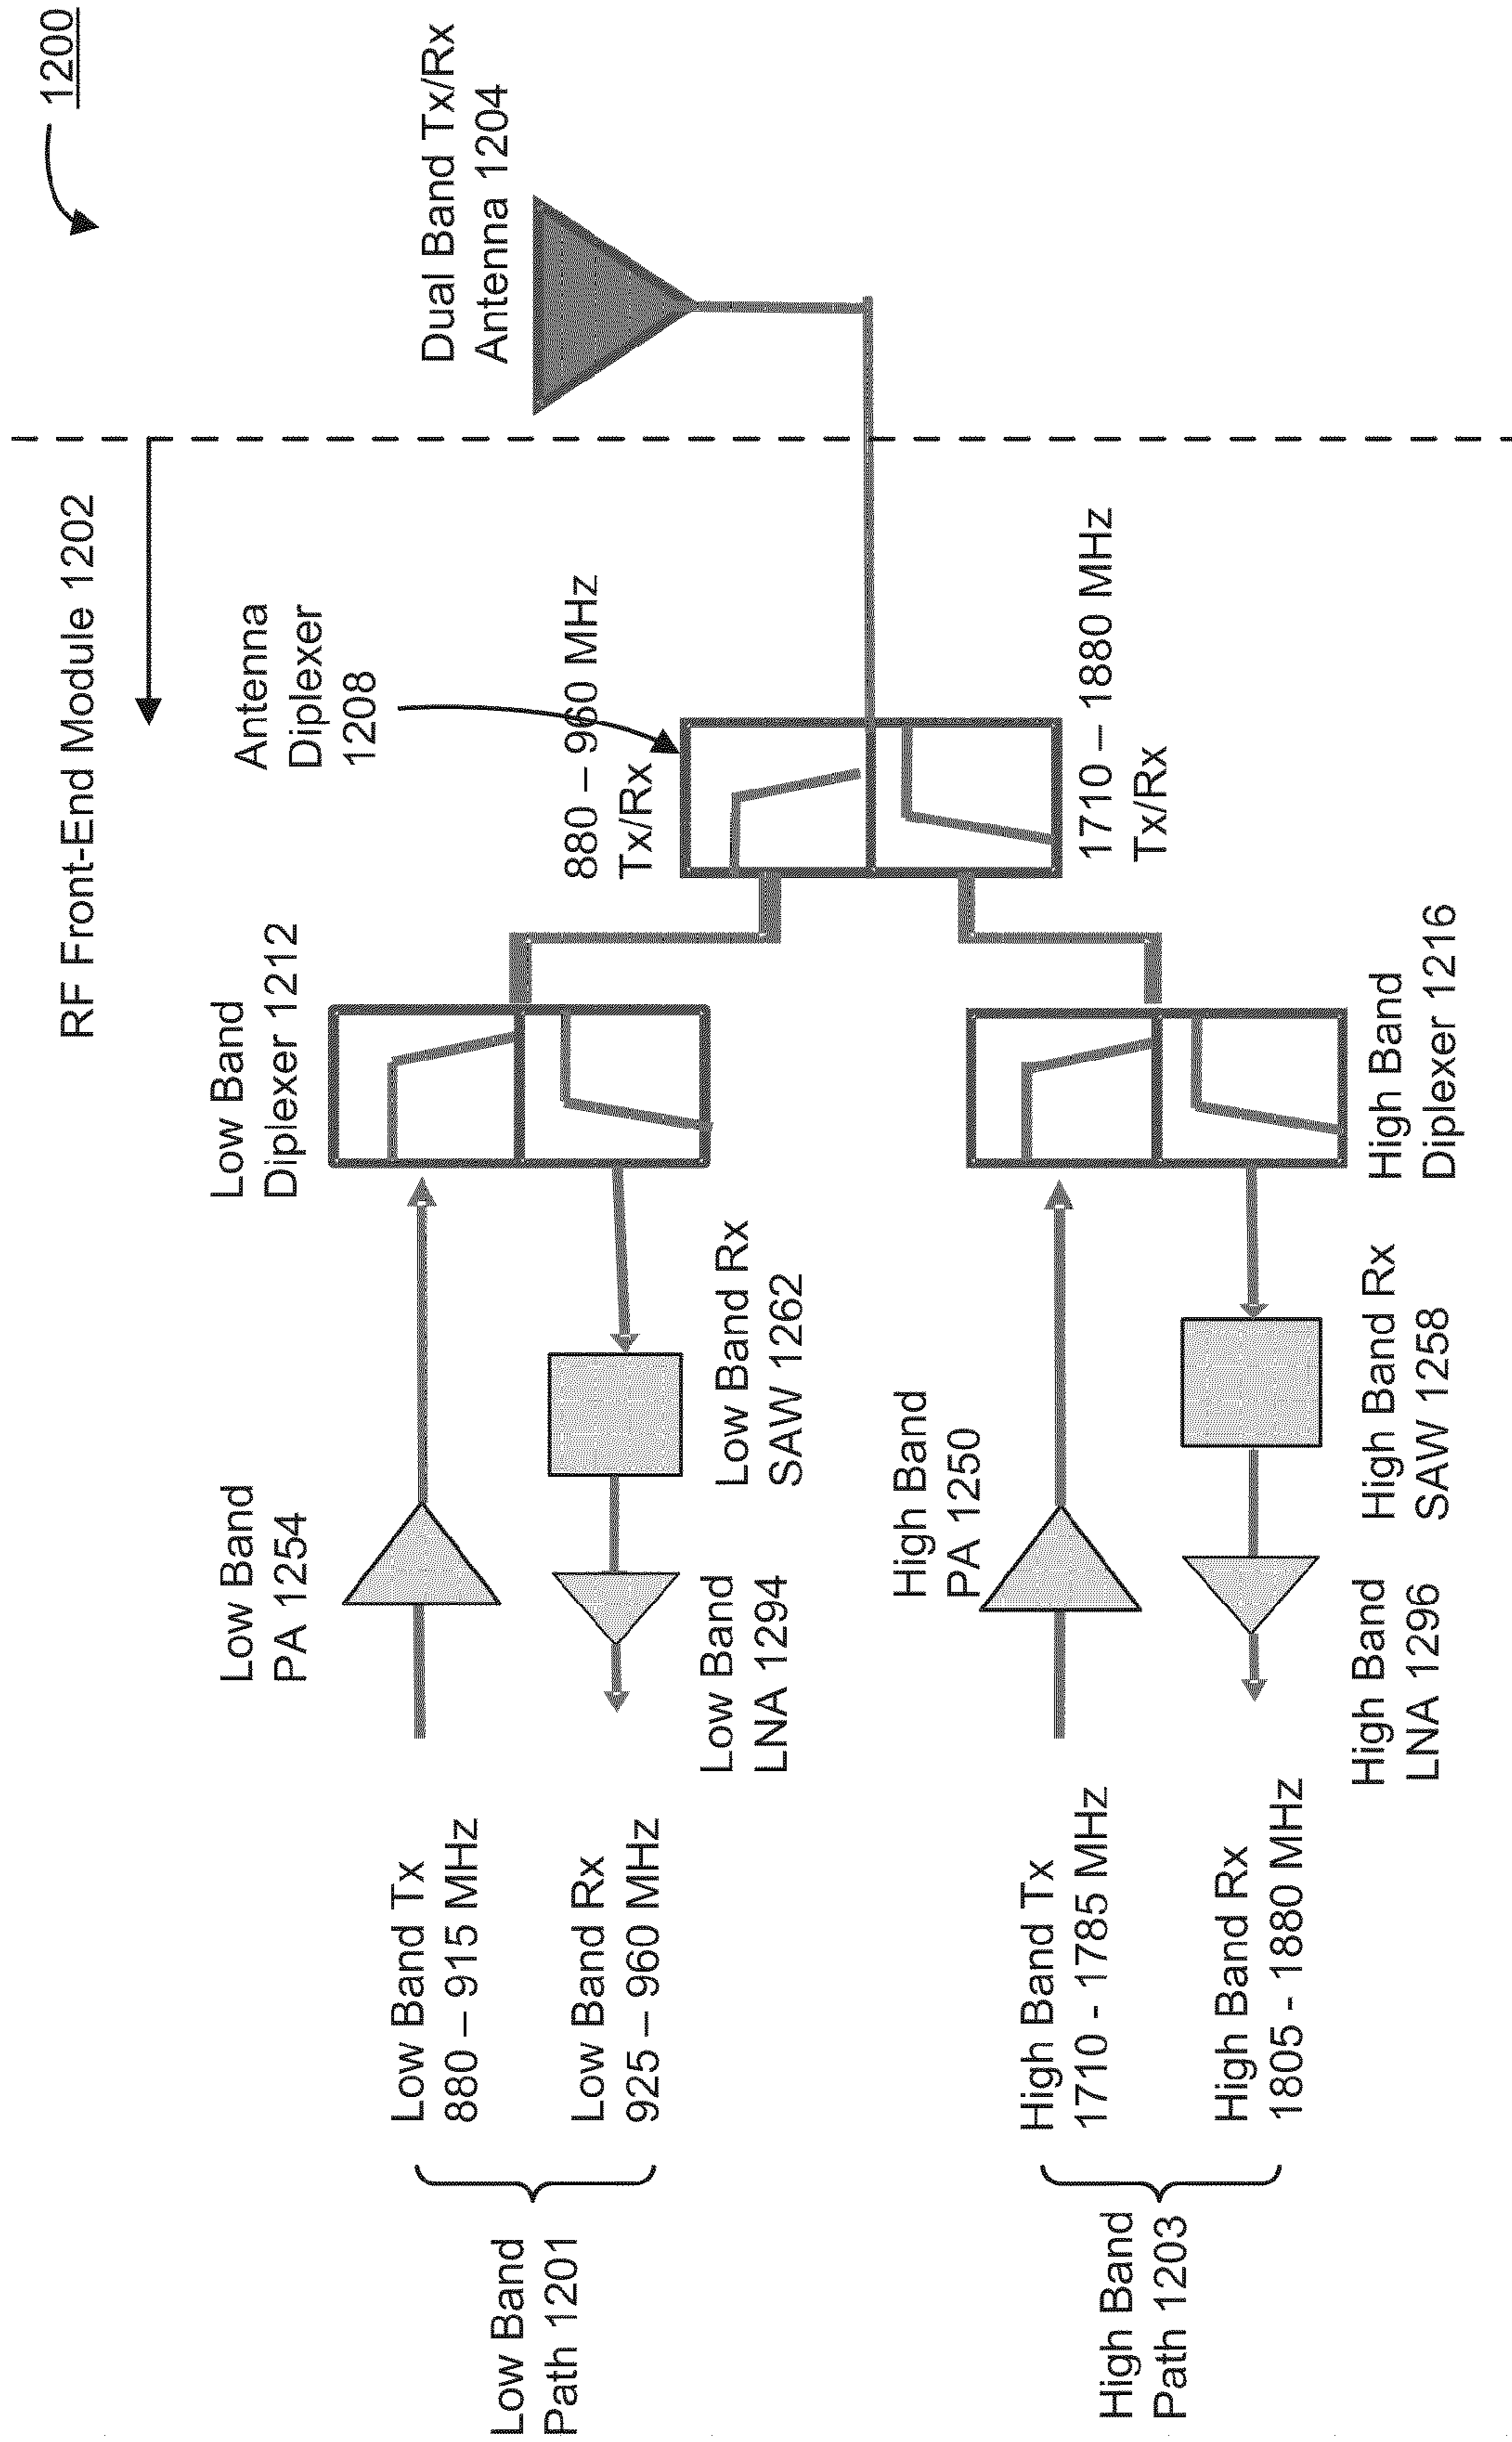 1200
RF Front-End Module 1202
Dual Band Tx/Rx
Antenna 1204
Antenna
Diplexer
1208
880 – 960 MHz
Tx/Rx
1710 – 1880 MHz
Tx/Rx
Low Band
Diplexer 1212
High Band
Diplexer 1216
Low Band
PA 1254
Low Band Rx
SAW 1262
Low Band
LNA 1294
High Band
PA 1250
High Band Rx
SAW 1258
High Band
LNA 1296
Low Band Tx
880 – 915 MHz
Low Band Rx
925 – 960 MHz
High Band Tx
1710 - 1785 MHz
High Band Rx
1805 - 1880 MHz
Low Band
Path 1201
High Band
Path 1203